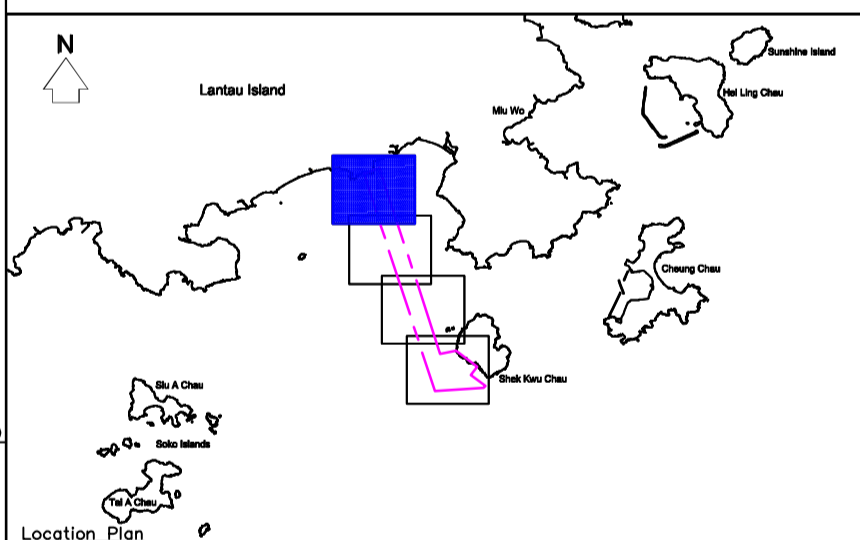 N
Sunshine Island
Lantau Island
Hei Ling Chau
Mui Wo
Cheung Chau
Shek Kwu Chau
Siu A Chau
Soko Islands
Tai A Chau
Location Plan